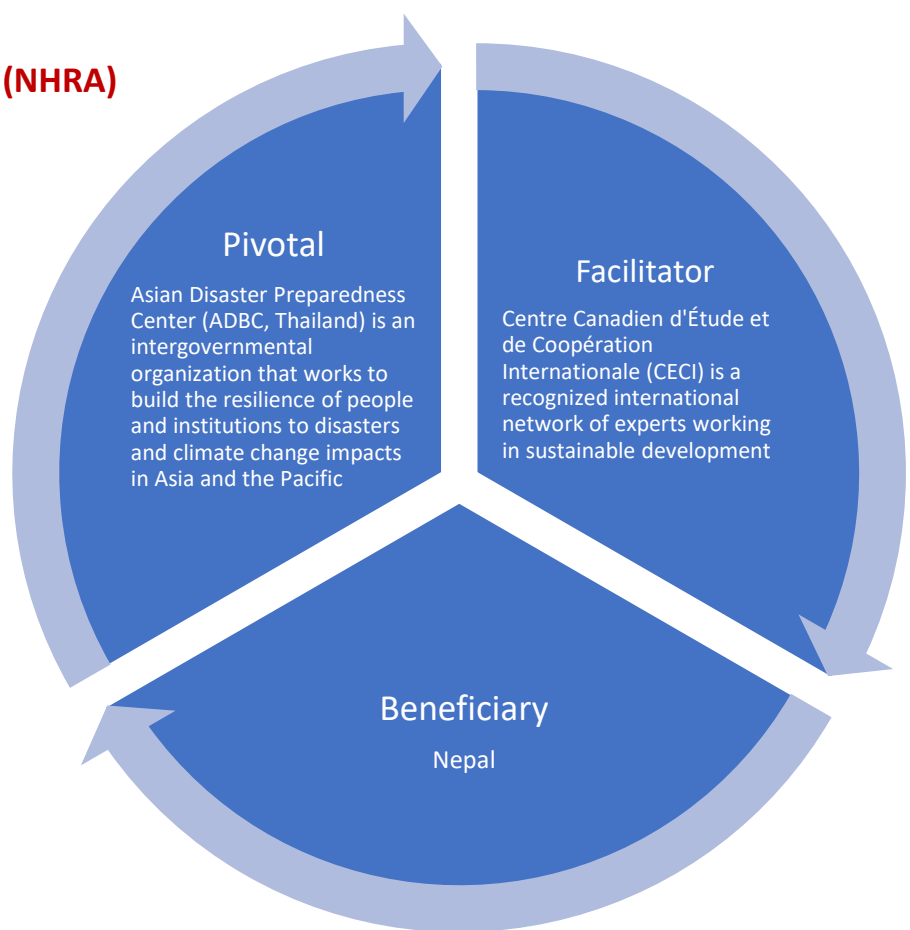 (NHRA)
Pivotal
Asian Disaster Preparedness
Center (ADBC, Thailand) is an
intergovernmental
organization that works to
build the resilience of people
and institutions to disasters
and climate change impacts
in Asia and the Pacific
Facilitator
Centre Canadien d'Étude et
de Coopération
Internationale (CECI) is a
recognized international
network of experts working
in sustainable development
Beneficiary
Nepal